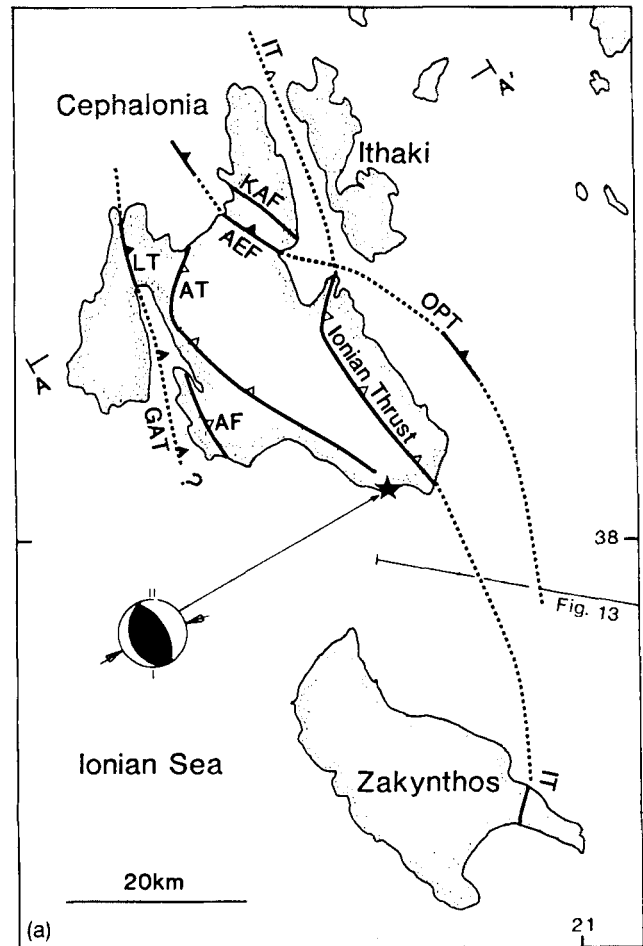 IT
A'
Cephalonia
Ithaki
KAF
AEF
LT
AT
OPT
Ionian Thrust
A
GAT
AF
?
38
Fig. 13
Ionian Sea
Zakynthos
IT
20km
(a)
21